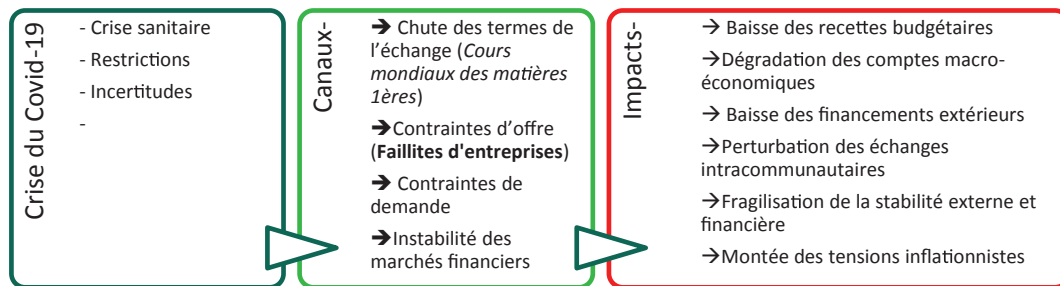 Crise du Covid-19
- Crise sanitaire
- Restrictions
- Incertitudes
-
Canaux-
➔ Chute des termes de
l'échange (Cours
mondiaux des matières
1ères)
➔Contraintes d'offre
(Faillites d'entreprises)
➔ Contraintes de
demande
➔Instabilité des
marchés financiers
Impacts-
→ Baisse des recettes budgétaires
→Dégradation des comptes macro-
économiques
→ Baisse des financements extérieurs
→Perturbation des échanges
intracommunautaires
→Fragilisation de la stabilité externe et
financière
→Montée des tensions inflationnistes